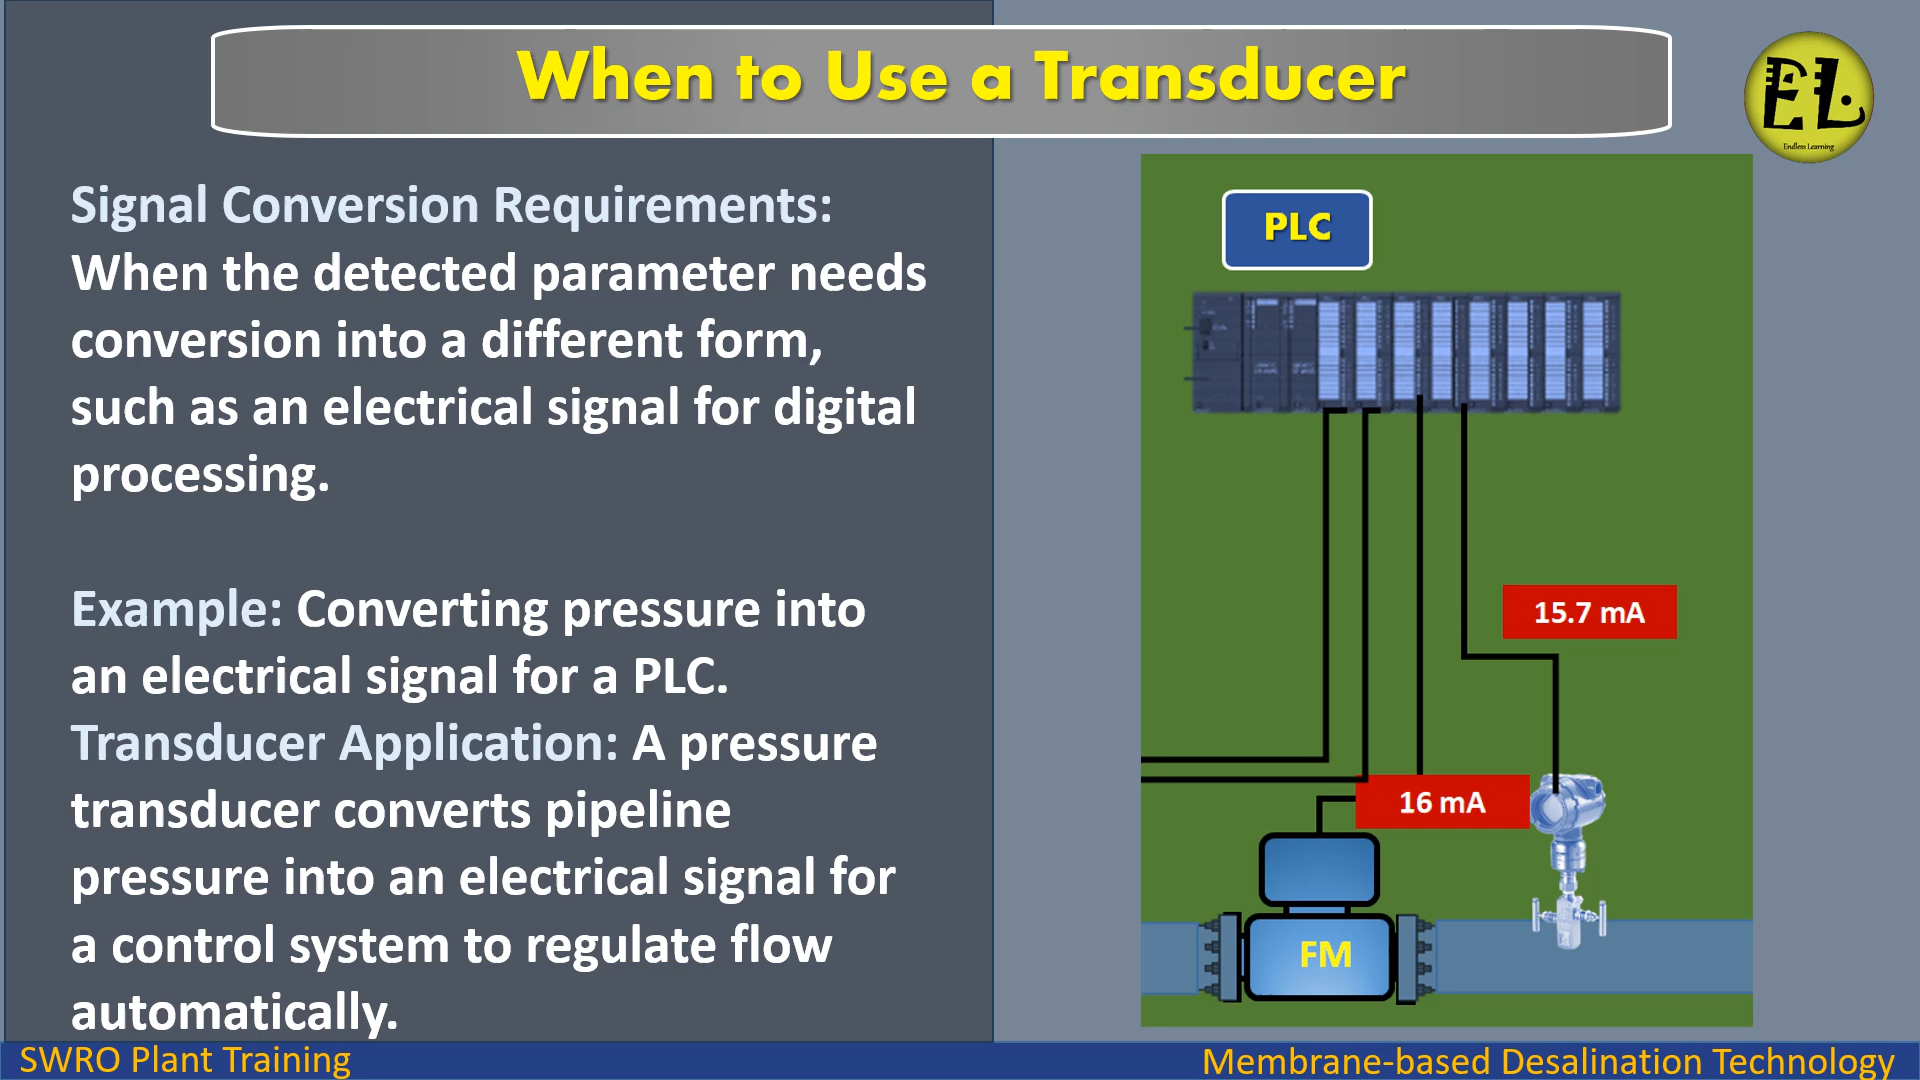 When to Use a Transducer
EL
Endless Learning
Signal Conversion Requirements:
When the detected parameter needs
conversion into a different form,
such as an electrical signal for digital
processing.
Example: Converting pressure into
an electrical signal for a PLC.
Transducer Application: A pressure
transducer converts pipeline
pressure into an electrical signal for
a control system to regulate flow
automatically.
PLC
15.7 mA
16 mA
FM
SWRO Plant Training
Membrane-based Desalination Technology